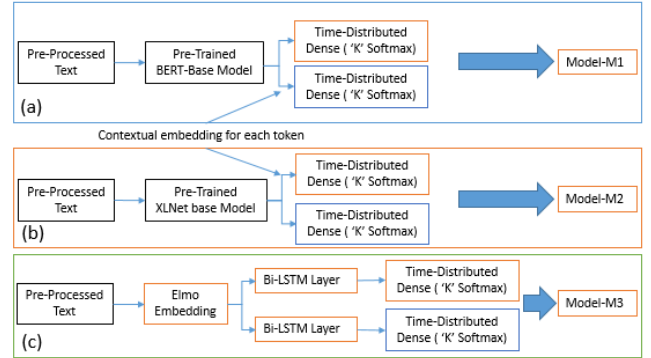 Time-Distributed
Dense ( 'K' Softmax)
Pre-Processed
Text
Pre-Trained
BERT-Base Model
Time-Distributed
Dense ( 'K' Softmax)
Model-M1
(a)
Contextual embedding for each token
Time-Distributed
Dense ( 'K' Softmax)
Pre-Processed
Text
Pre-Trained
XLNet base Model
Time-Distributed
Dense ( 'K' Softmax)
Model-M2
(b)
Pre-Processed
Text
Elmo
Embedding
Bi-LSTM Layer
Time-Distributed
Dense ( 'K' Softmax)
Bi-LSTM Layer
Time-Distributed
Dense ( 'K' Softmax)
Model-M3
(c)